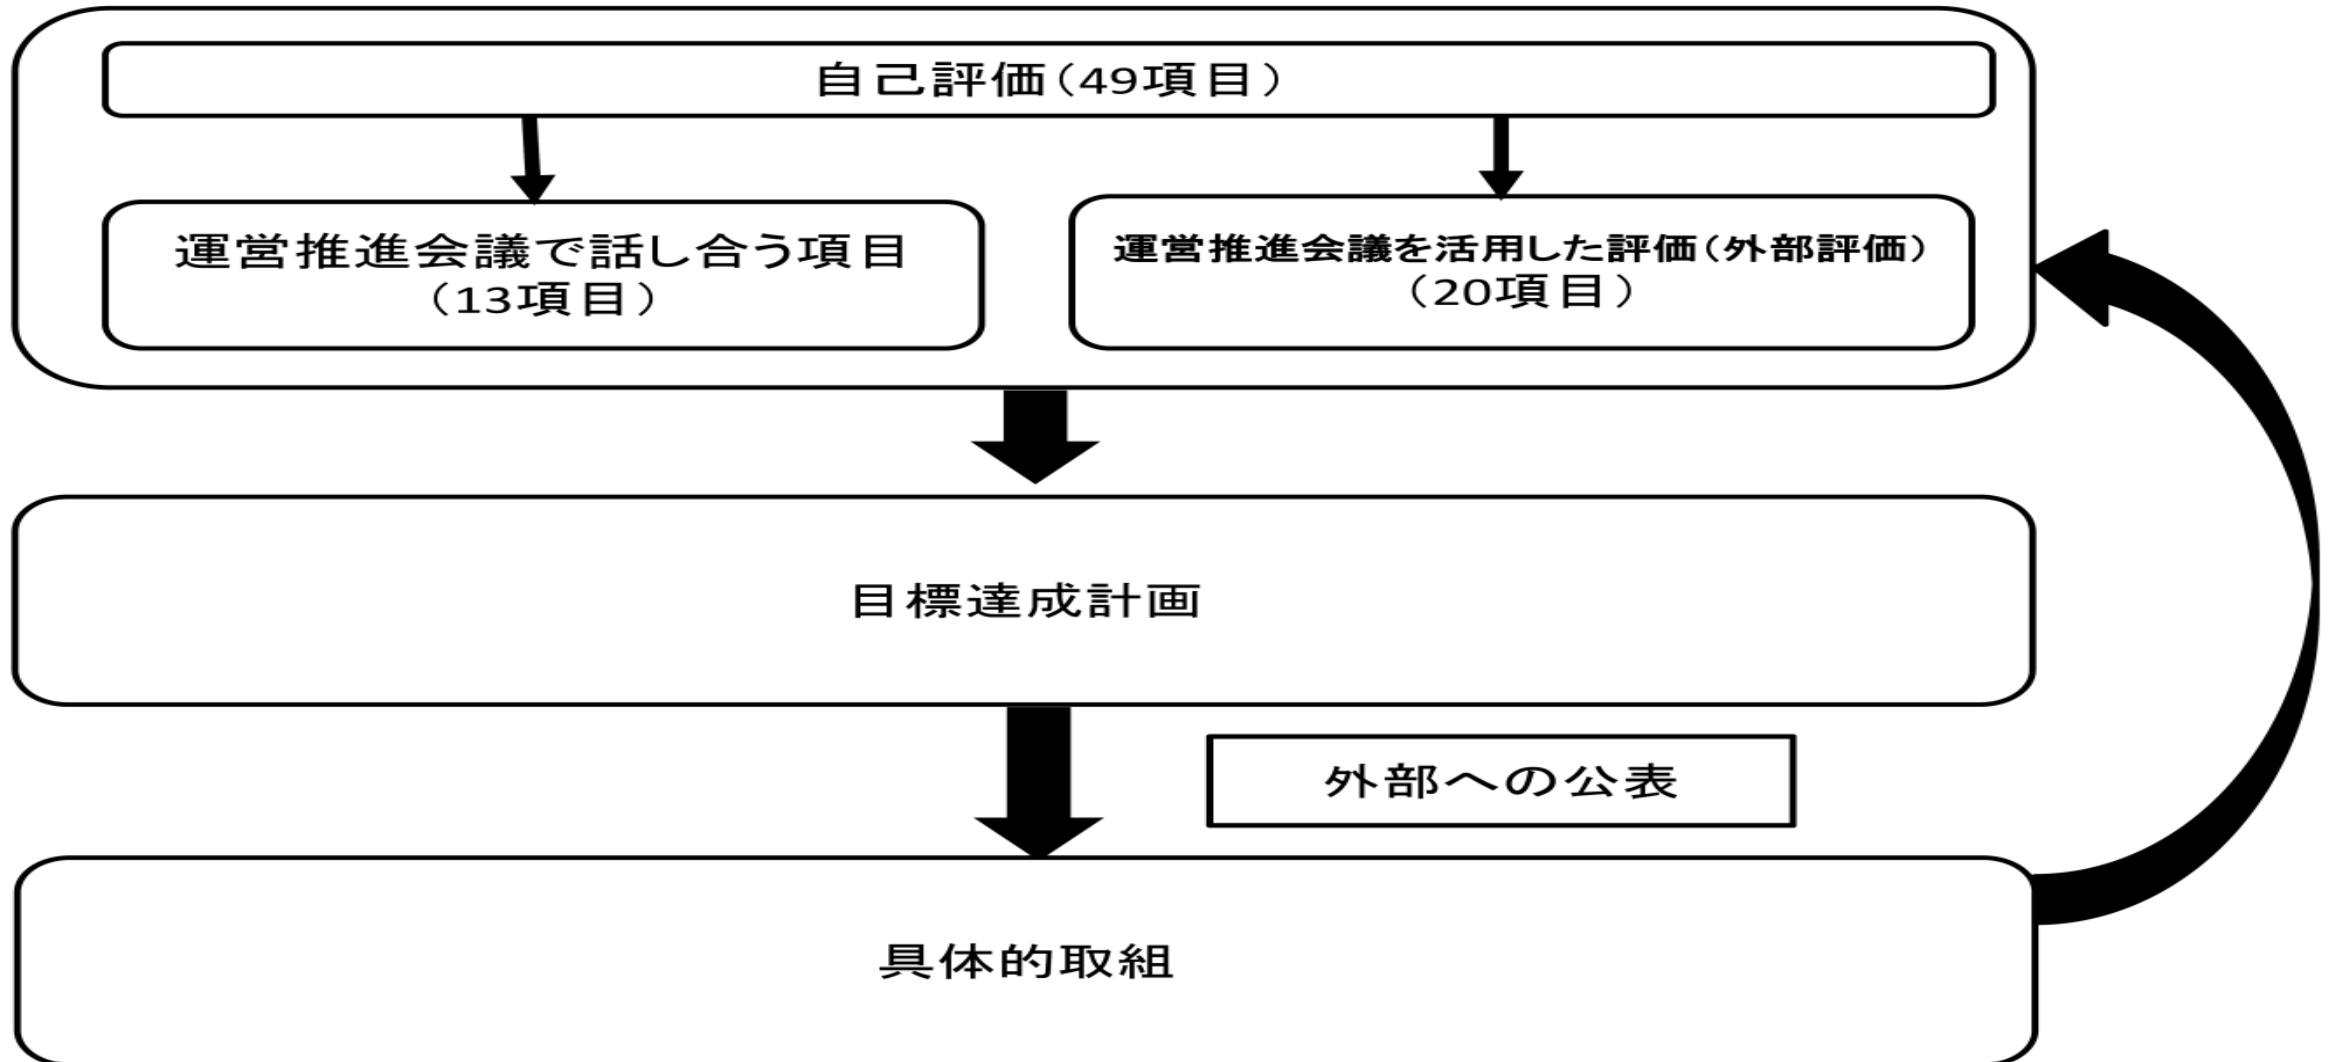 自己評価(49項目)
運営推進会議で話し合う項目
(13項目)
運営推進会議を活用した評価(外部評価)
(20項目)
目標達成計画
外部への公表
具体的取組